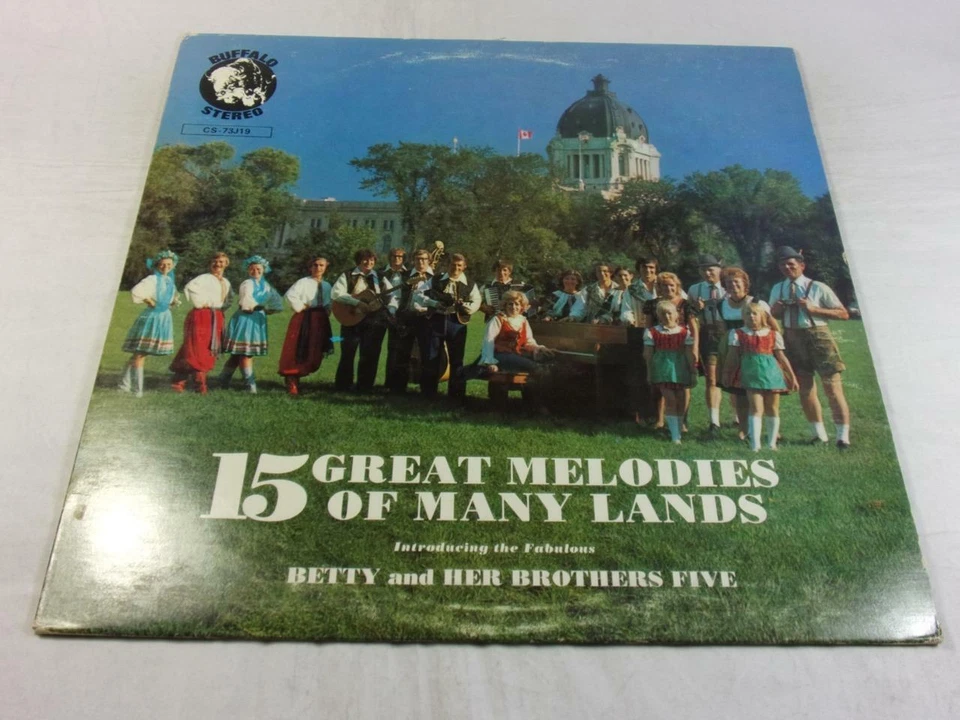 BUFFALO
STEREO
CS-73J19
15 GREAT MELODIES
OF MANY LANDS
Introducing the Fabulous
BETTY and HER BROTHERS FIVE